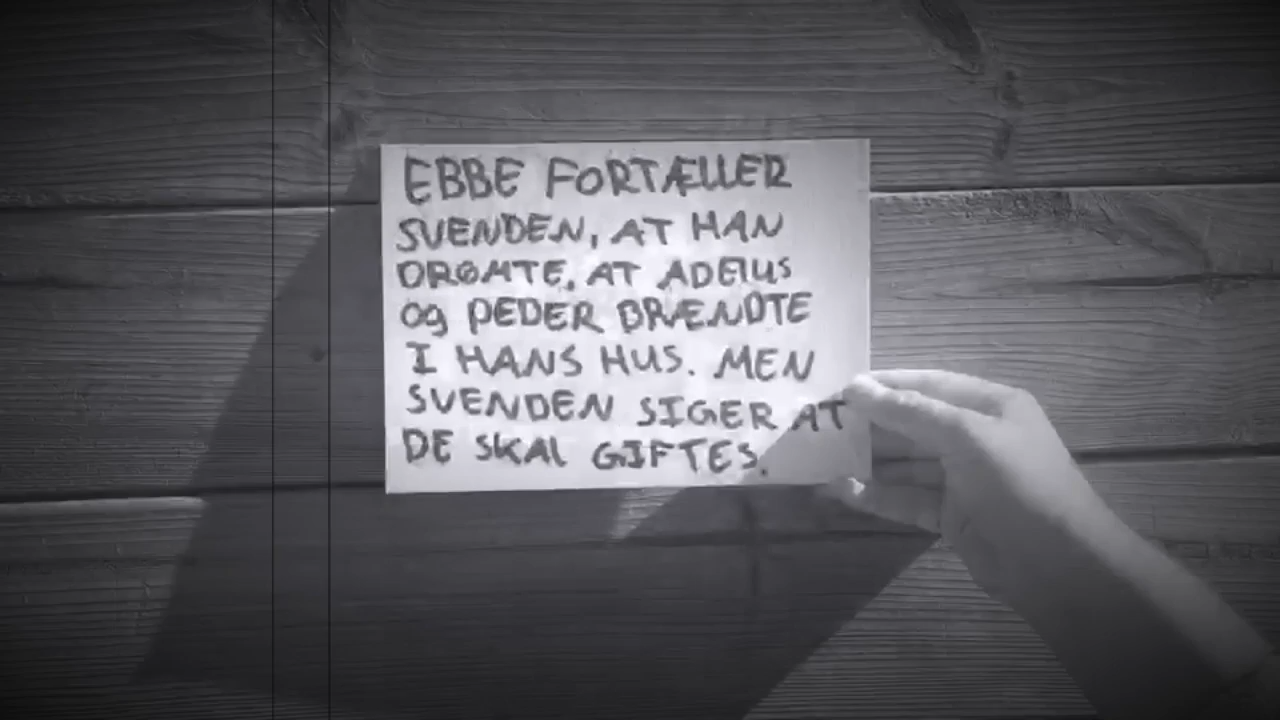 EBBE FORTÆLLER
SVENDEN, AT HAN
DRØMTE, AT ADELUS
Og PEDER BRÆNDTE
I HANS HUS. MEN
SVENDEN SIGER AT
DE SKAl GIFTES.